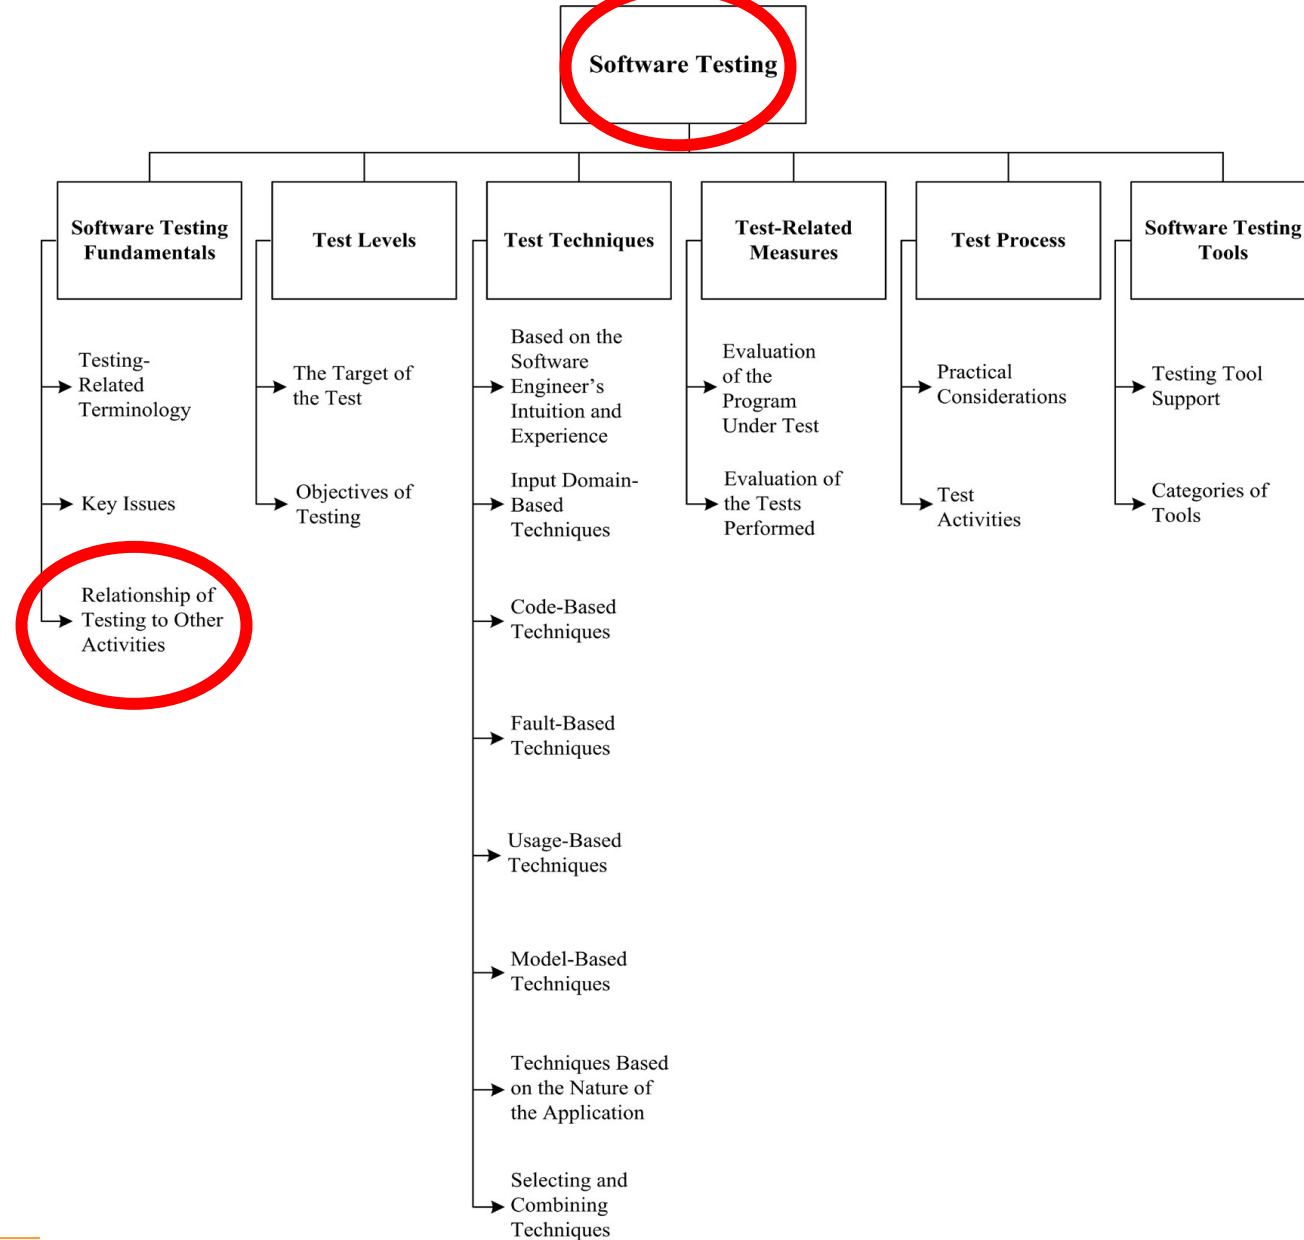 Software Testing
Software Testing
Fundamentals
Test Levels
Test Techniques
Test-Related
Measures
Test Process
Software Testing
Tools
Testing-
Related
Terminology
Key Issues
Relationship of
Testing to Other
Activities
The Target of
the Test
Objectives of
Testing
Based on the
Software
Engineer’s
Intuition and
Experience
Input Domain-
Based
Techniques
Code-Based
Techniques
Fault-Based
Techniques
Usage-Based
Techniques
Model-Based
Techniques
Techniques Based
on the Nature of
the Application
Selecting and
Combining
Techniques
Evaluation
of the
Program
Under Test
Evaluation of
the Tests
Performed
Practical
Considerations
Test
Activities
Testing Tool
Support
Categories of
Tools